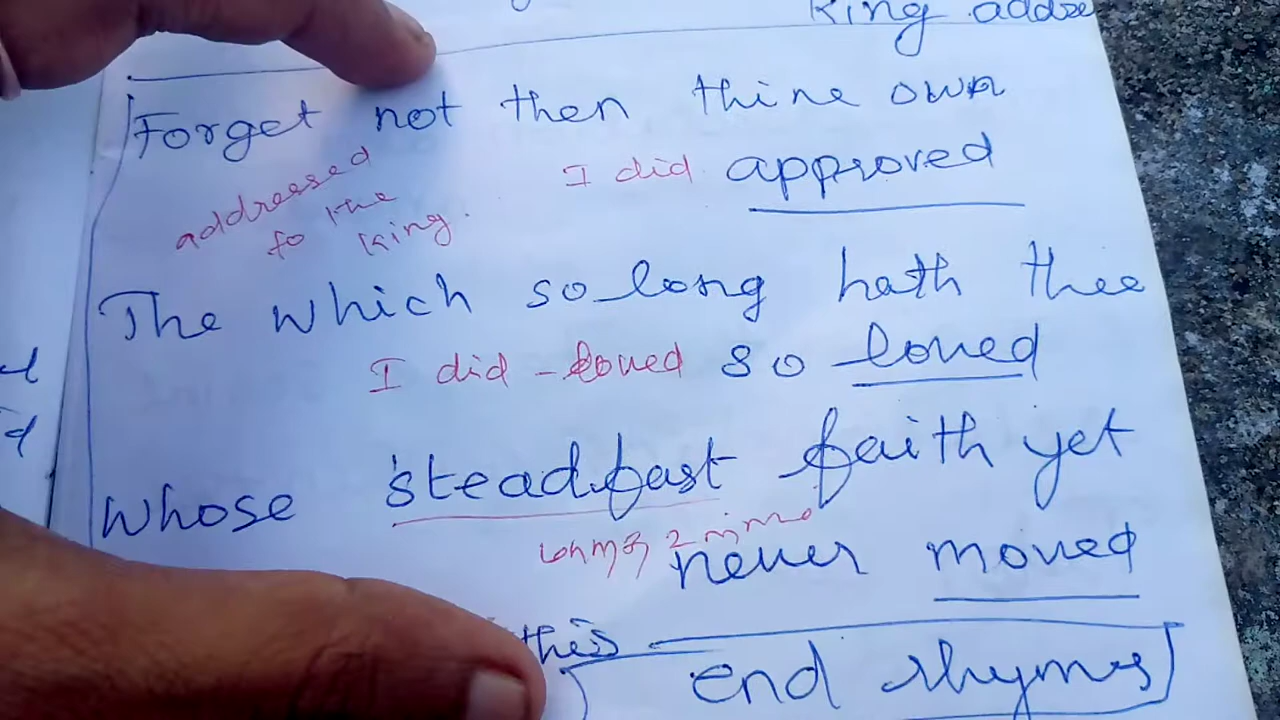 King addre
Forget not then thine own
addressed to the King.
I did approved
The which so long hath thee
I did loved so loved
Whose steadfast faith yet
never moved
this
end rhymes